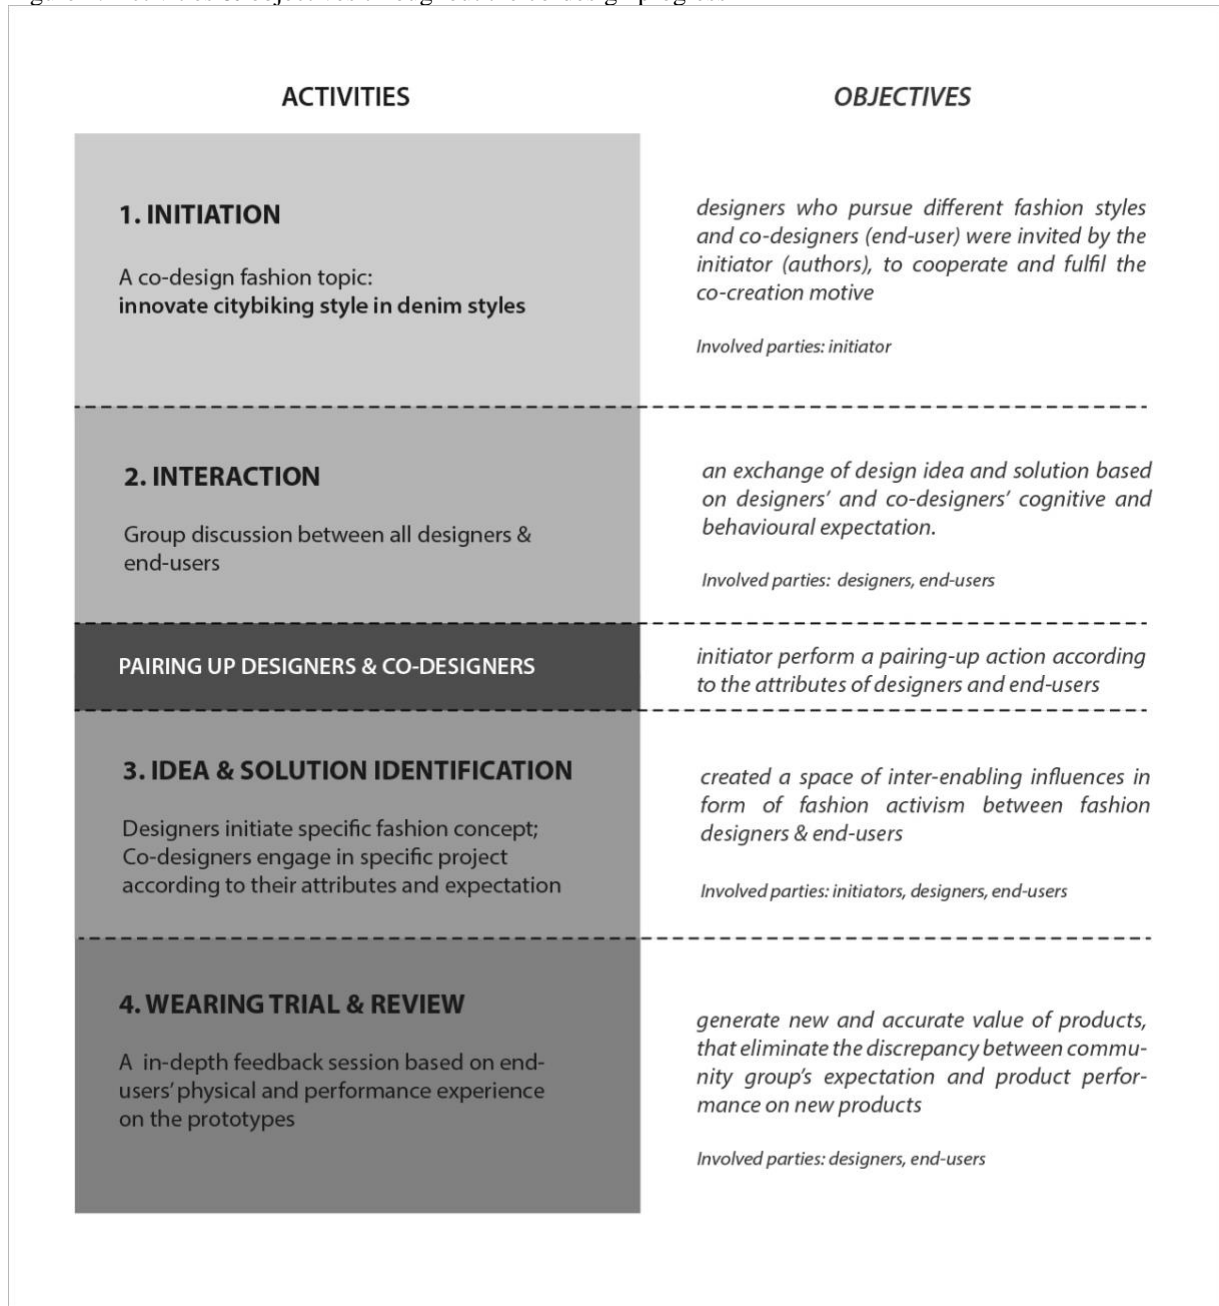 ACTIVITIES
OBJECTIVES
1. INITIATION
A co-design fashion topic:
innovate citybiking style in denim styles
designers who pursue different fashion styles
and co-designers (end-user) were invited by the
initiator (authors), to cooperate and fulfil the
co-creation motive
Involved parties: initiator
2. INTERACTION
Group discussion between all designers &
end-users
an exchange of design idea and solution based
on designers' and co-designers' cognitive and
behavioural expectation.
Involved parties: designers, end-users
PAIRING UP DESIGNERS & CO-DESIGNERS
initiator perform a pairing-up action according
to the attributes of designers and end-users
3. IDEA & SOLUTION IDENTIFICATION
Designers initiate specific fashion concept;
Co-designers engage in specific project
according to their attributes and expectation
created a space of inter-enabling influences in
form of fashion activism between fashion
designers & end-users
Involved parties: initiators, designers, end-users
4. WEARING TRIAL & REVIEW
A in-depth feedback session based on end-
users' physical and performance experience
on the prototypes
generate new and accurate value of products,
that eliminate the discrepancy between commu-
nity group's expectation and product perfor-
mance on new products
Involved parties: designers, end-users